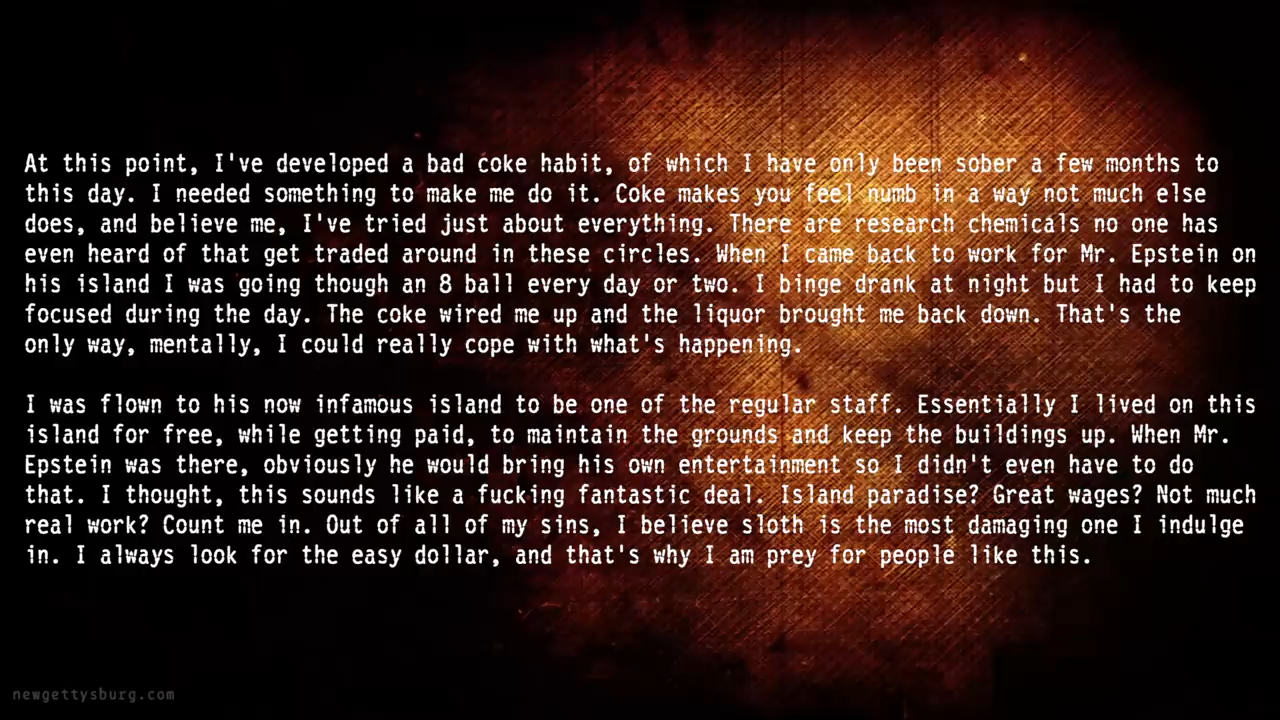 At this point, I've developed a bad coke habit, of which I have only been sober a few months to
this day. I needed something to make me do it. Coke makes you feel numb in a way not much else
does, and believe me, I've tried just about everything. There are research chemicals no one has
even heard of that get traded around in these circles. When I came back to work for Mr. Epstein on
his island I was going though an 8 ball every day or two. I binge drank at night but I had to keep
focused during the day. The coke wired me up and the liquor brought me back down. That's the
only way, mentally, I could really cope with what's happening.
I was flown to his now infamous island to be one of the regular staff. Essentially I lived on this
island for free, while getting paid, to maintain the grounds and keep the buildings up. When Mr.
Epstein was there, obviously he would bring his own entertainment so I didn't even have to do
that. I thought, this sounds like a fucking fantastic deal. Island paradise? Great wages? Not much
real work? Count me in. Out of all of my sins, I believe sloth is the most damaging one I indulge
in. I always look for the easy dollar, and that's why I am prey for people like this.
newgettysburg.com